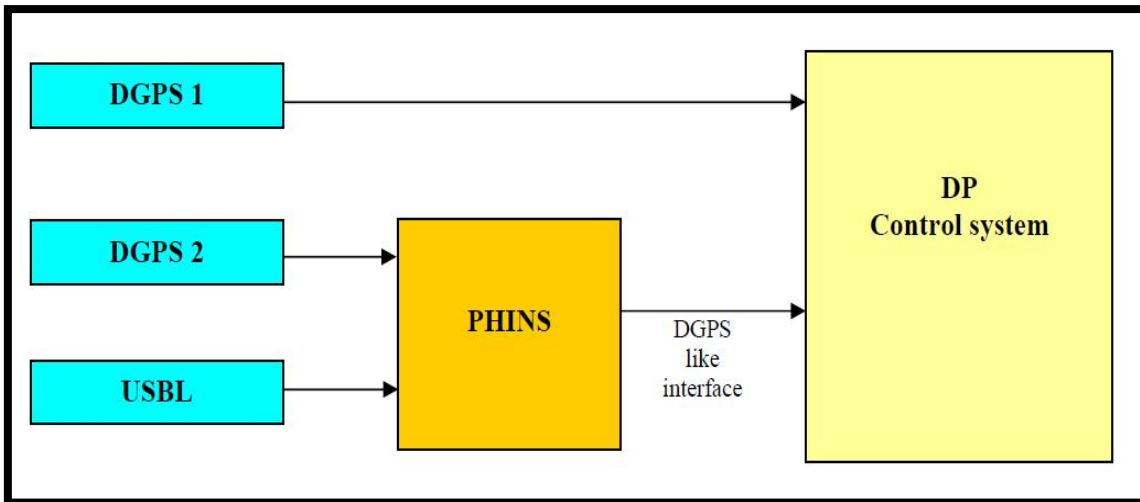 DGPS 1
DP
Control system
DGPS 2
PHINS
DGPS
like
interface
USBL